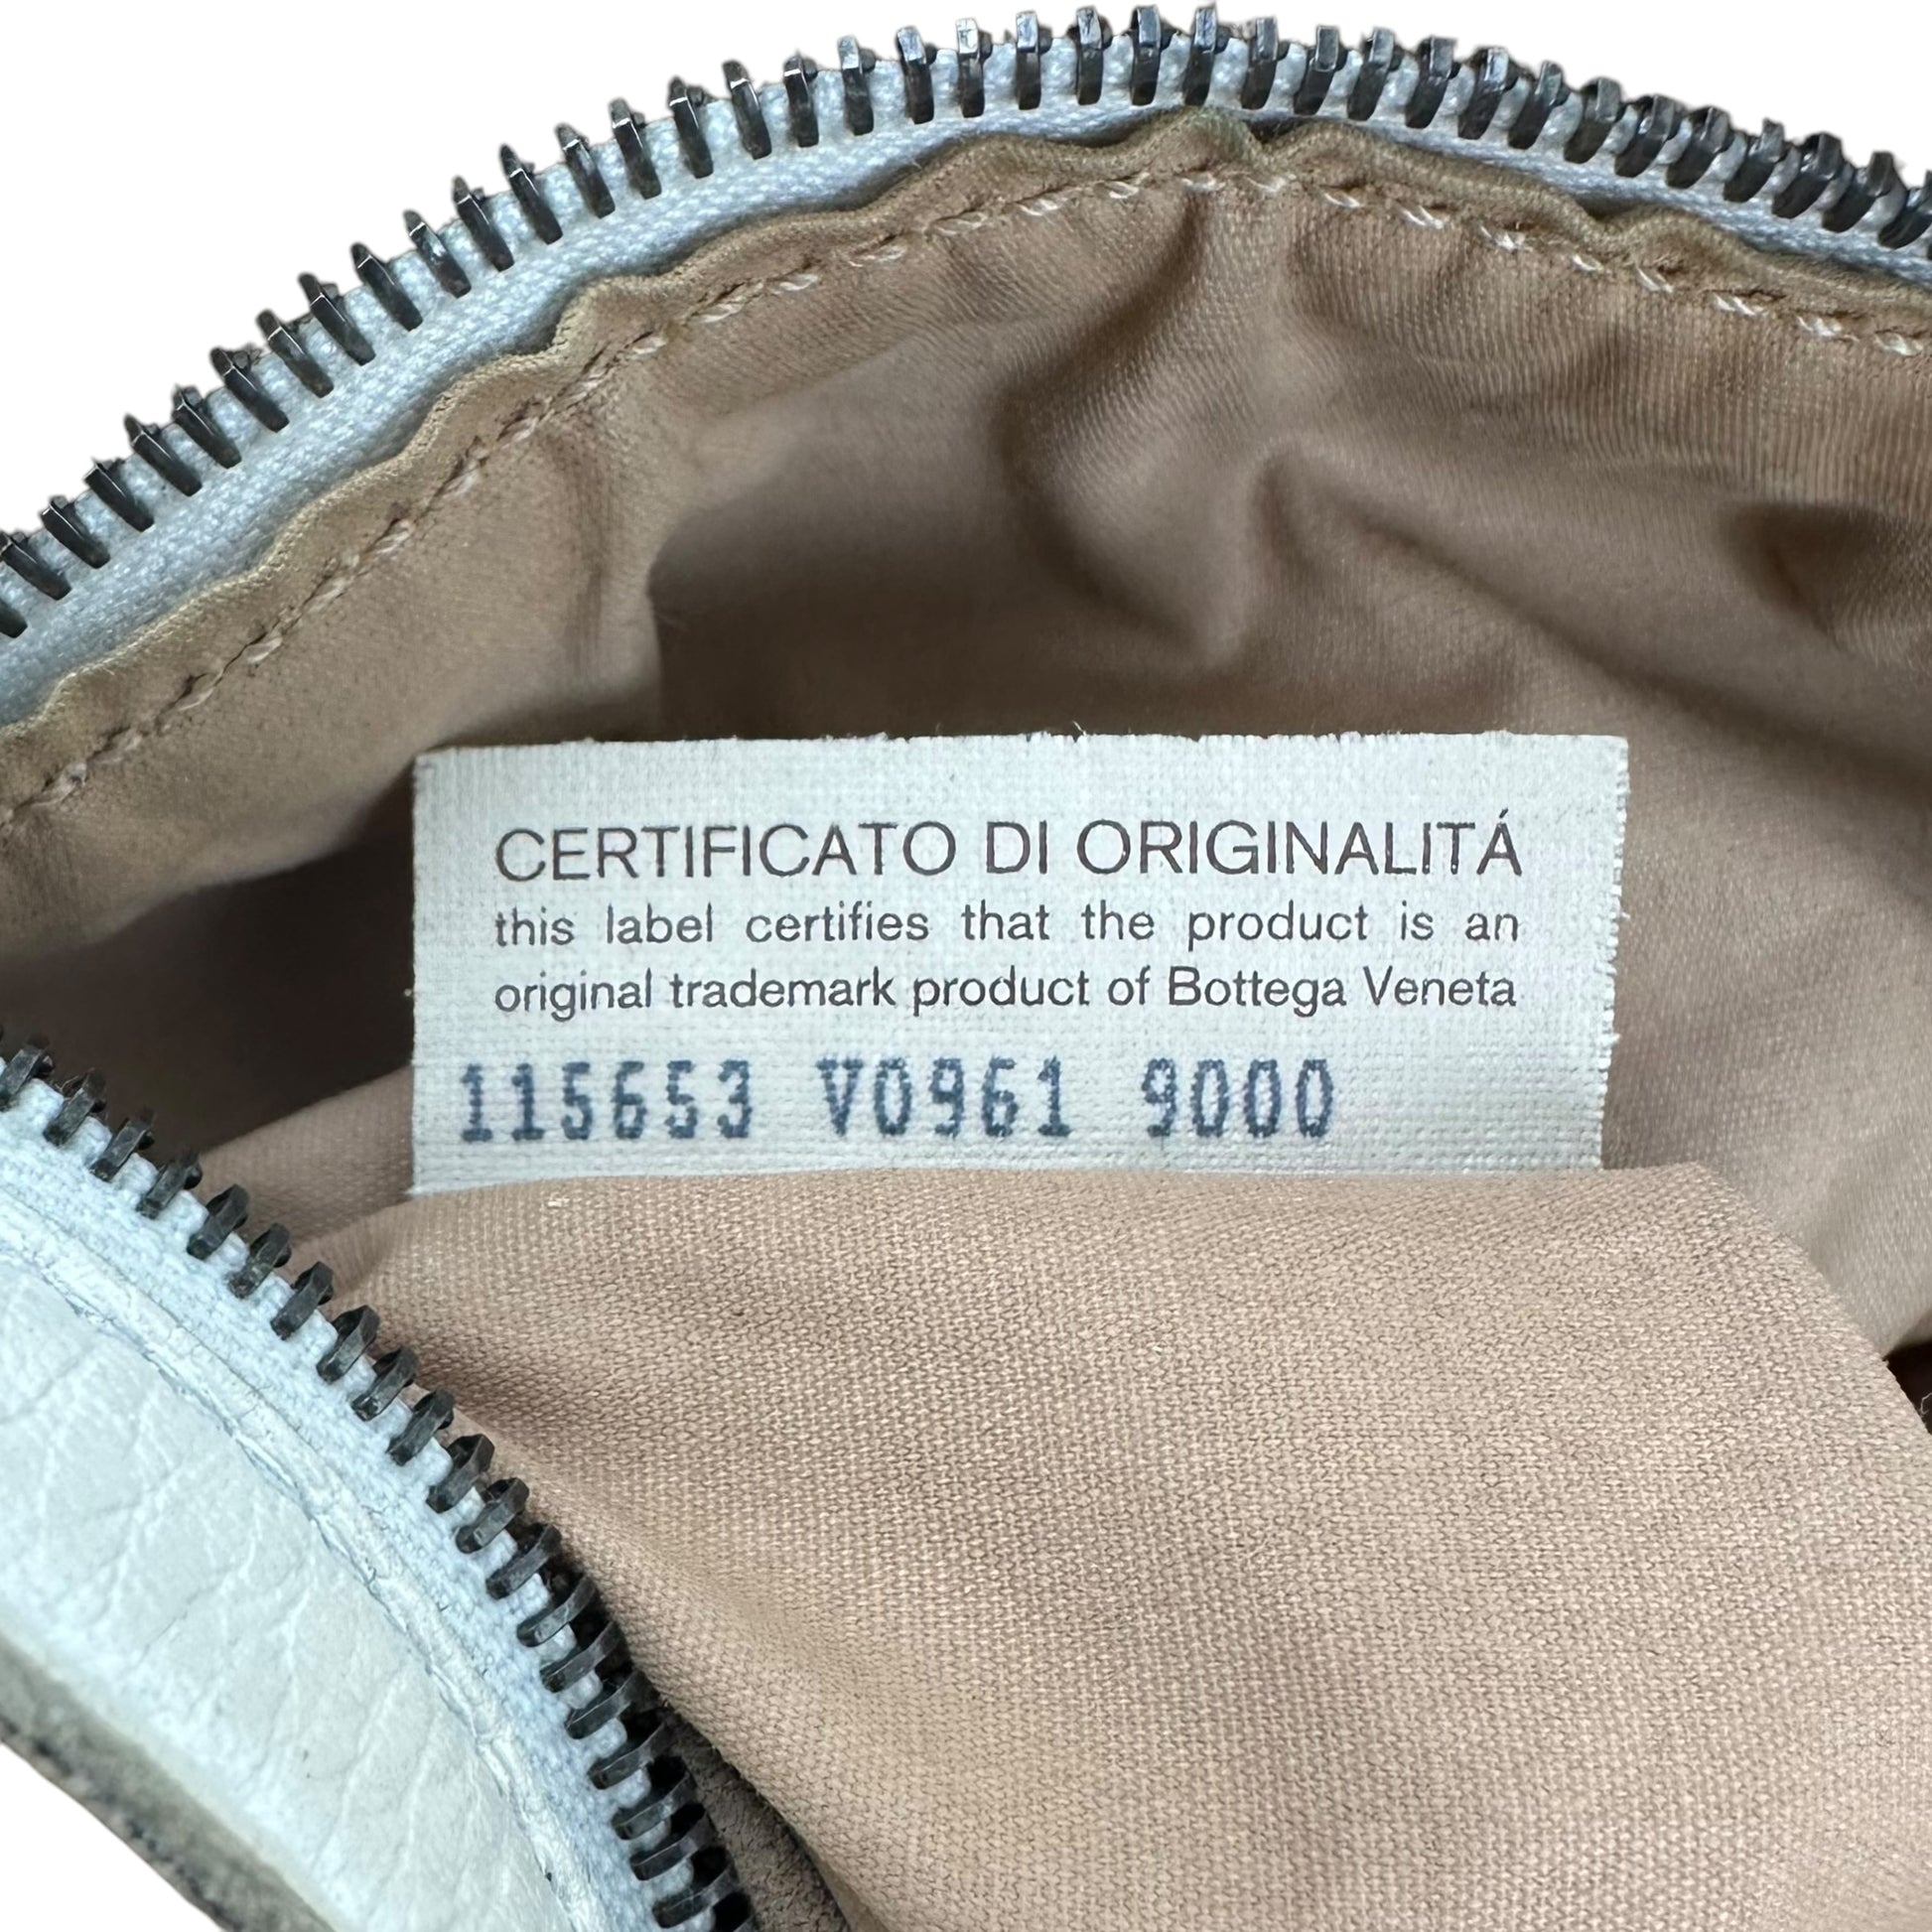 CERTIFICATO DI ORIGINALITÁ
this label certifies that the product is an
original trademark product of Bottega Veneta
115653 V0961 9000